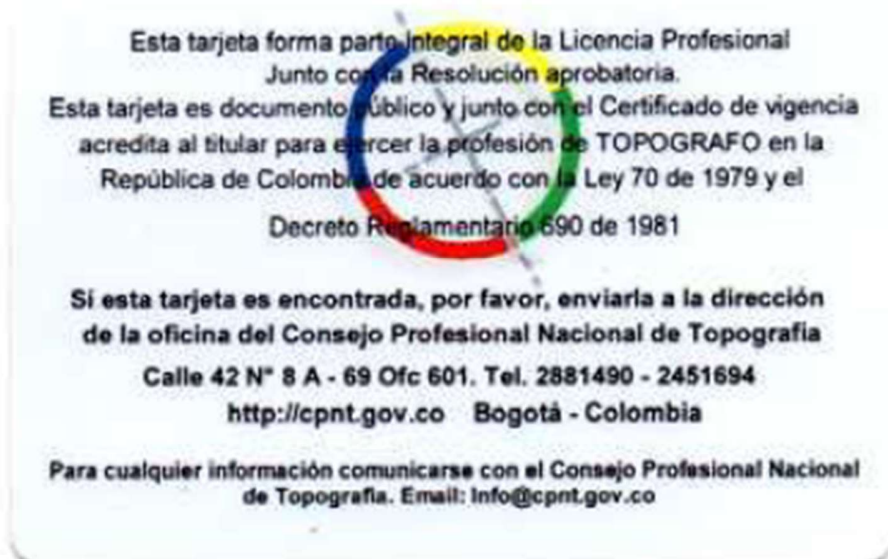 Esta tarjeta forma parte Integral de la Licencia Profesional
Junto con la Resolución aprobatoria.
Esta tarjeta es documento público y junto con el Certificado de vigencia
acredita al titular para ejercer la profesión de TOPOGRAFO en la
República de Colombia de acuerdo con la Ley 70 de 1979 y el
Decreto Reglamentario 690 de 1981
Si esta tarjeta es encontrada, por favor, enviarla a la dirección
de la oficina del Consejo Profesional Nacional de Topografia
Calle 42 N° 8 A - 69 Ofc 601. Tel. 2881490 - 2451694
http://cpnt.gov.co Bogotá - Colombia
Para cualquier información comunicarse con el Consejo Profesional Nacional
de Topografia. Email: Info@cpnt.gov.co